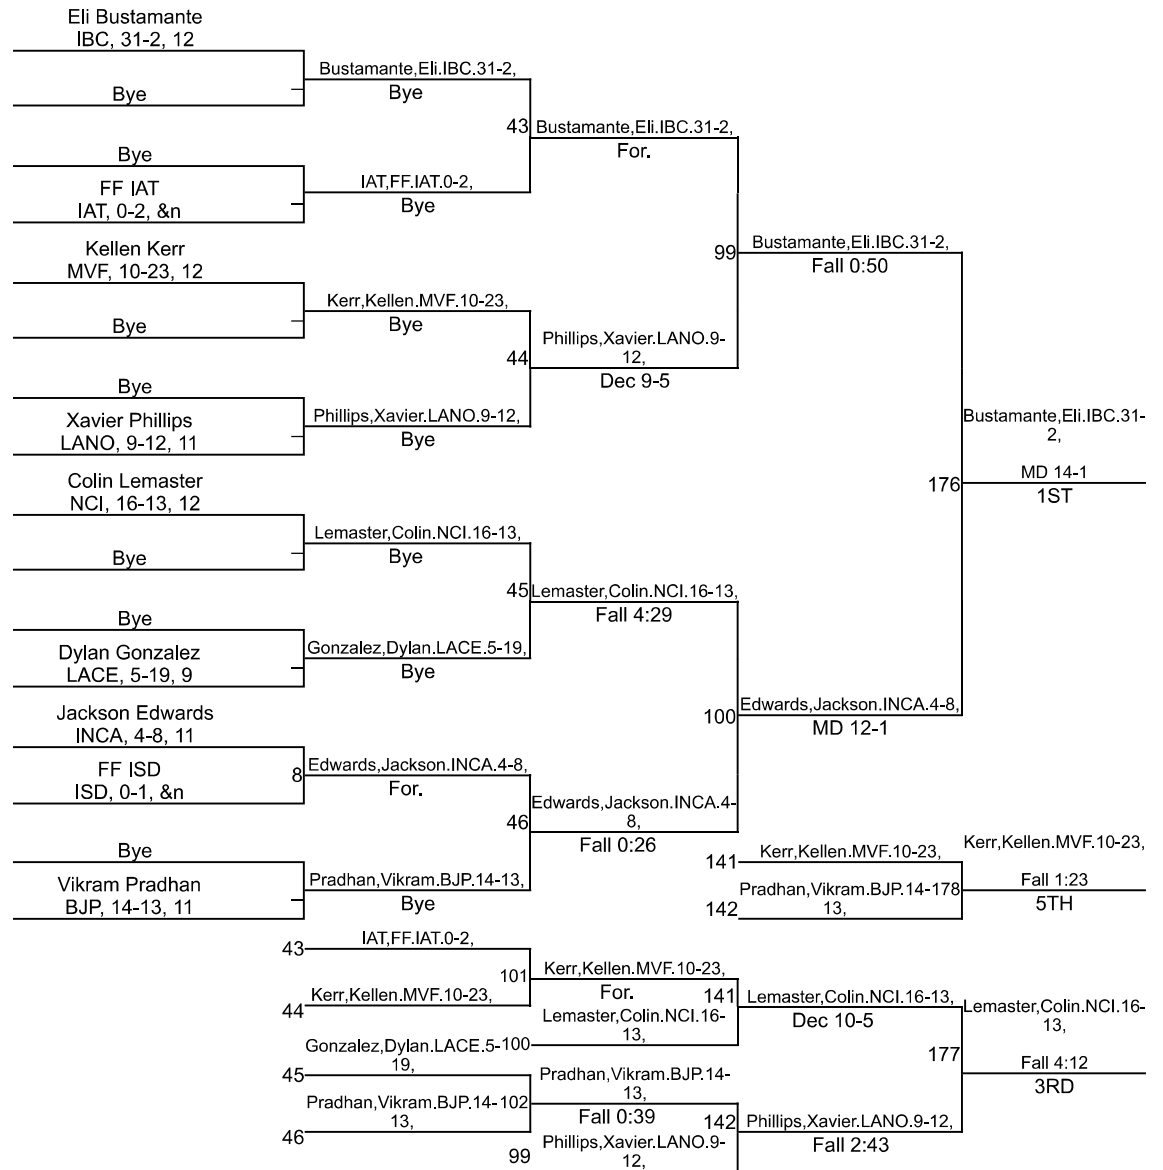 Eli Bustamante
IBC, 31-2, 12
Bustamante,Eli.IBC.31-2,
Bye
Bye
43
Bustamante,Eli.IBC.31-2,
For.
Bye
FF IAT
IAT, 0-2, &n
IAT,FF.IAT.0-2,
Bye
Kellen Kerr
MVF, 10-23, 12
99
Bustamante,Eli.IBC.31-2,
Fall 0:50
Kerr,Kellen.MVF.10-23,
Bye
Bye
44
Phillips,Xavier.LANO.9-
12,
Dec 9-5
Bye
Xavier Phillips
LANO, 9-12, 11
Phillips,Xavier.LANO.9-12,
Bye
Bustamante,Eli.IBC.31-
2,
176
MD 14-1
1ST
Colin Lemaster
NCI, 16-13, 12
Lemaster,Colin.NCI.16-13,
Bye
Bye
45
Lemaster,Colin.NCI.16-13,
Fall 4:29
Bye
Dylan Gonzalez
LACE, 5-19, 9
Gonzalez,Dylan.LACE.5-19,
Bye
Jackson Edwards
INCA, 4-8, 11
100
Edwards,Jackson.INCA.4-8,
MD 12-1
FF ISD
ISD, 0-1, &n
8
Edwards,Jackson.INCA.4-8,
For.
46
Edwards,Jackson.INCA.4-
8,
Fall 0:26
Bye
Vikram Pradhan
BJP, 14-13, 11
Pradhan,Vikram.BJP.14-13,
Bye
141
Kerr,Kellen.MVF.10-23,
Kerr,Kellen.MVF.10-23,
142
Pradhan,Vikram.BJP.14-
13,
178
Fall 1:23
5TH
43
IAT,FF.IAT.0-2,
101
Kerr,Kellen.MVF.10-23,
For.
44
Kerr,Kellen.MVF.10-23,
141
Lemaster,Colin.NCI.16-13,
Dec 10-5
100
Lemaster,Colin.NCI.16-
13,
Lemaster,Colin.NCI.16-
13,
177
Fall 4:12
3RD
45
Gonzalez,Dylan.LACE.5-
19,
102
Pradhan,Vikram.BJP.14-
13,
Fall 0:39
46
Pradhan,Vikram.BJP.14-
13,
142
Phillips,Xavier.LANO.9-12,
Fall 2:43
99
Phillips,Xavier.LANO.9-
12,